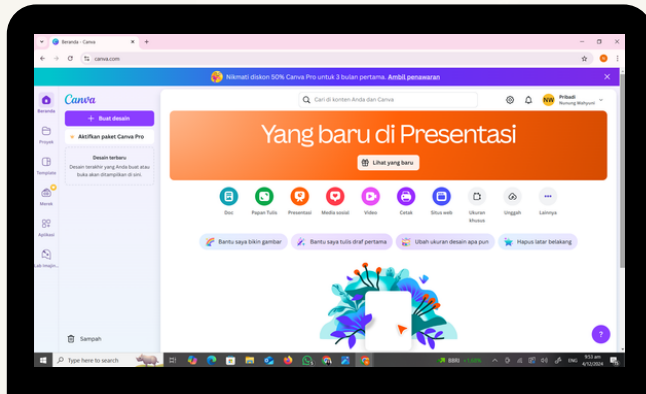 Beranda - Canva
canva.com
Nikmati diskon 50% Canva Pro untuk 3 bulan pertama. Ambil penawaran
Canva
Cari di konten Anda dan Canva
NW
Pribadi
Nunung Wahyuni
Beranda
Proyek
Template
Merek
Aplikasi
+ Buat desain
Aktifkan paket Canva Pro
Desain terbaru
Desain terakhir yang Anda buat atau
buka akan ditampilkan di sini.
Sampah
Yang baru di Presentasi
Lihat yang baru
Doc
Papan Tulis
Presentasi
Media sosial
Video
Cetak
Situs web
Ukuran
khusus
Unggah
Lainnya
Bantu saya bikin gambar
Bantu saya tulis draf pertama
Ubah ukuran desain apa pun
Hapus latar belakang
?
Type here to search
ENG
9:53 am
4/12/2024